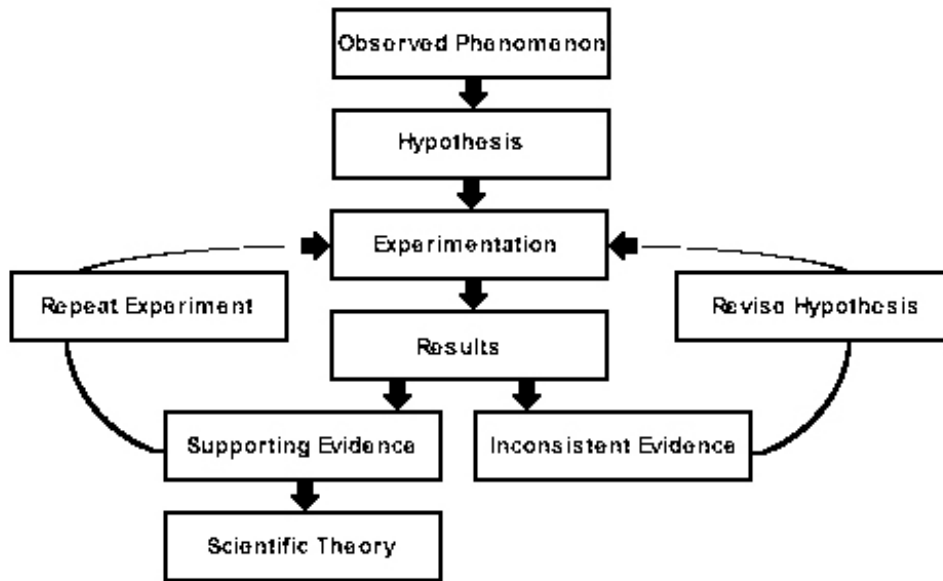 Observed Phenomenon
Hypothesis
Experimentation
Repeat Experiment
Revise Hypothesis
Results
Supporting Evidence
Inconsistent Evidence
Scientific Theory